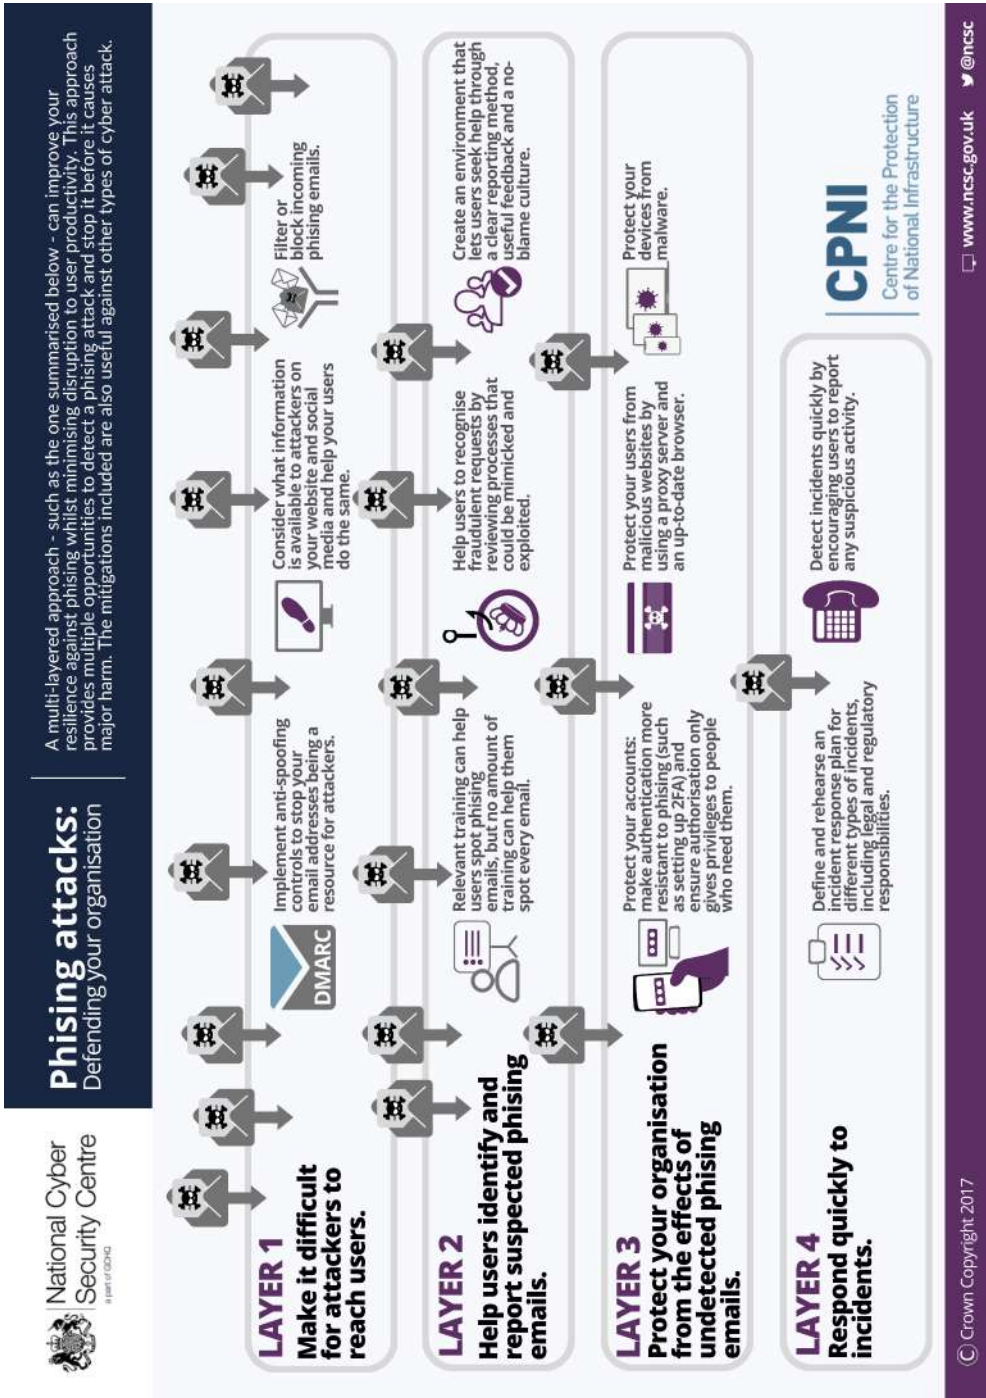 National Cyber
Security Centre
a part of GCHQ
Phising attacks:
Defending your organisation
A multi-layered approach - such as the one summarised below - can improve your
resilience against phising whilst minimising disruption to user productivity. This approach
provides multiple opportunities to detect a phising attack and stop it before it causes
major harm. The mitigations included are also useful against other types of cyber attack.
LAYER 1
Make it difficult
for attackers to
reach users.
DMARC
Implement anti-spoofing
controls to stop your
email addresses being a
resource for attackers.
Consider what information
is available to attackers on
your website and social
media and help your users
do the same.
Filter or
block incoming
phising emails.
LAYER 2
Help users identify and
report suspected phising
emails.
Relevant training can help
users spot phising
emails, but no amount of
training can help them
spot every email.
Help users to recognise
fraudulent requests by
reviewing processes that
could be mimicked and
exploited.
Create an environment that
lets users seek help through
a clear reporting method,
useful feedback and a no-
blame culture.
LAYER 3
Protect your organisation
from the effects of
undetected phising
emails.
Protect your accounts:
make authentication more
resistant to phising (such
as setting up 2FA) and
ensure authorisation only
gives privileges to people
who need them.
Protect your users from
malicious websites by
using a proxy server and
an up-to-date browser.
Protect your
devices from
malware.
LAYER 4
Respond quickly to
incidents.
Define and rehearse an
incident response plan for
different types of incidents,
including legal and regulatory
responsibilities.
Detect incidents quickly by
encouraging users to report
any suspicious activity.
CPNI
Centre for the Protection
of National Infrastructure
© Crown Copyright 2017
www.ncsc.gov.uk
@ncsc